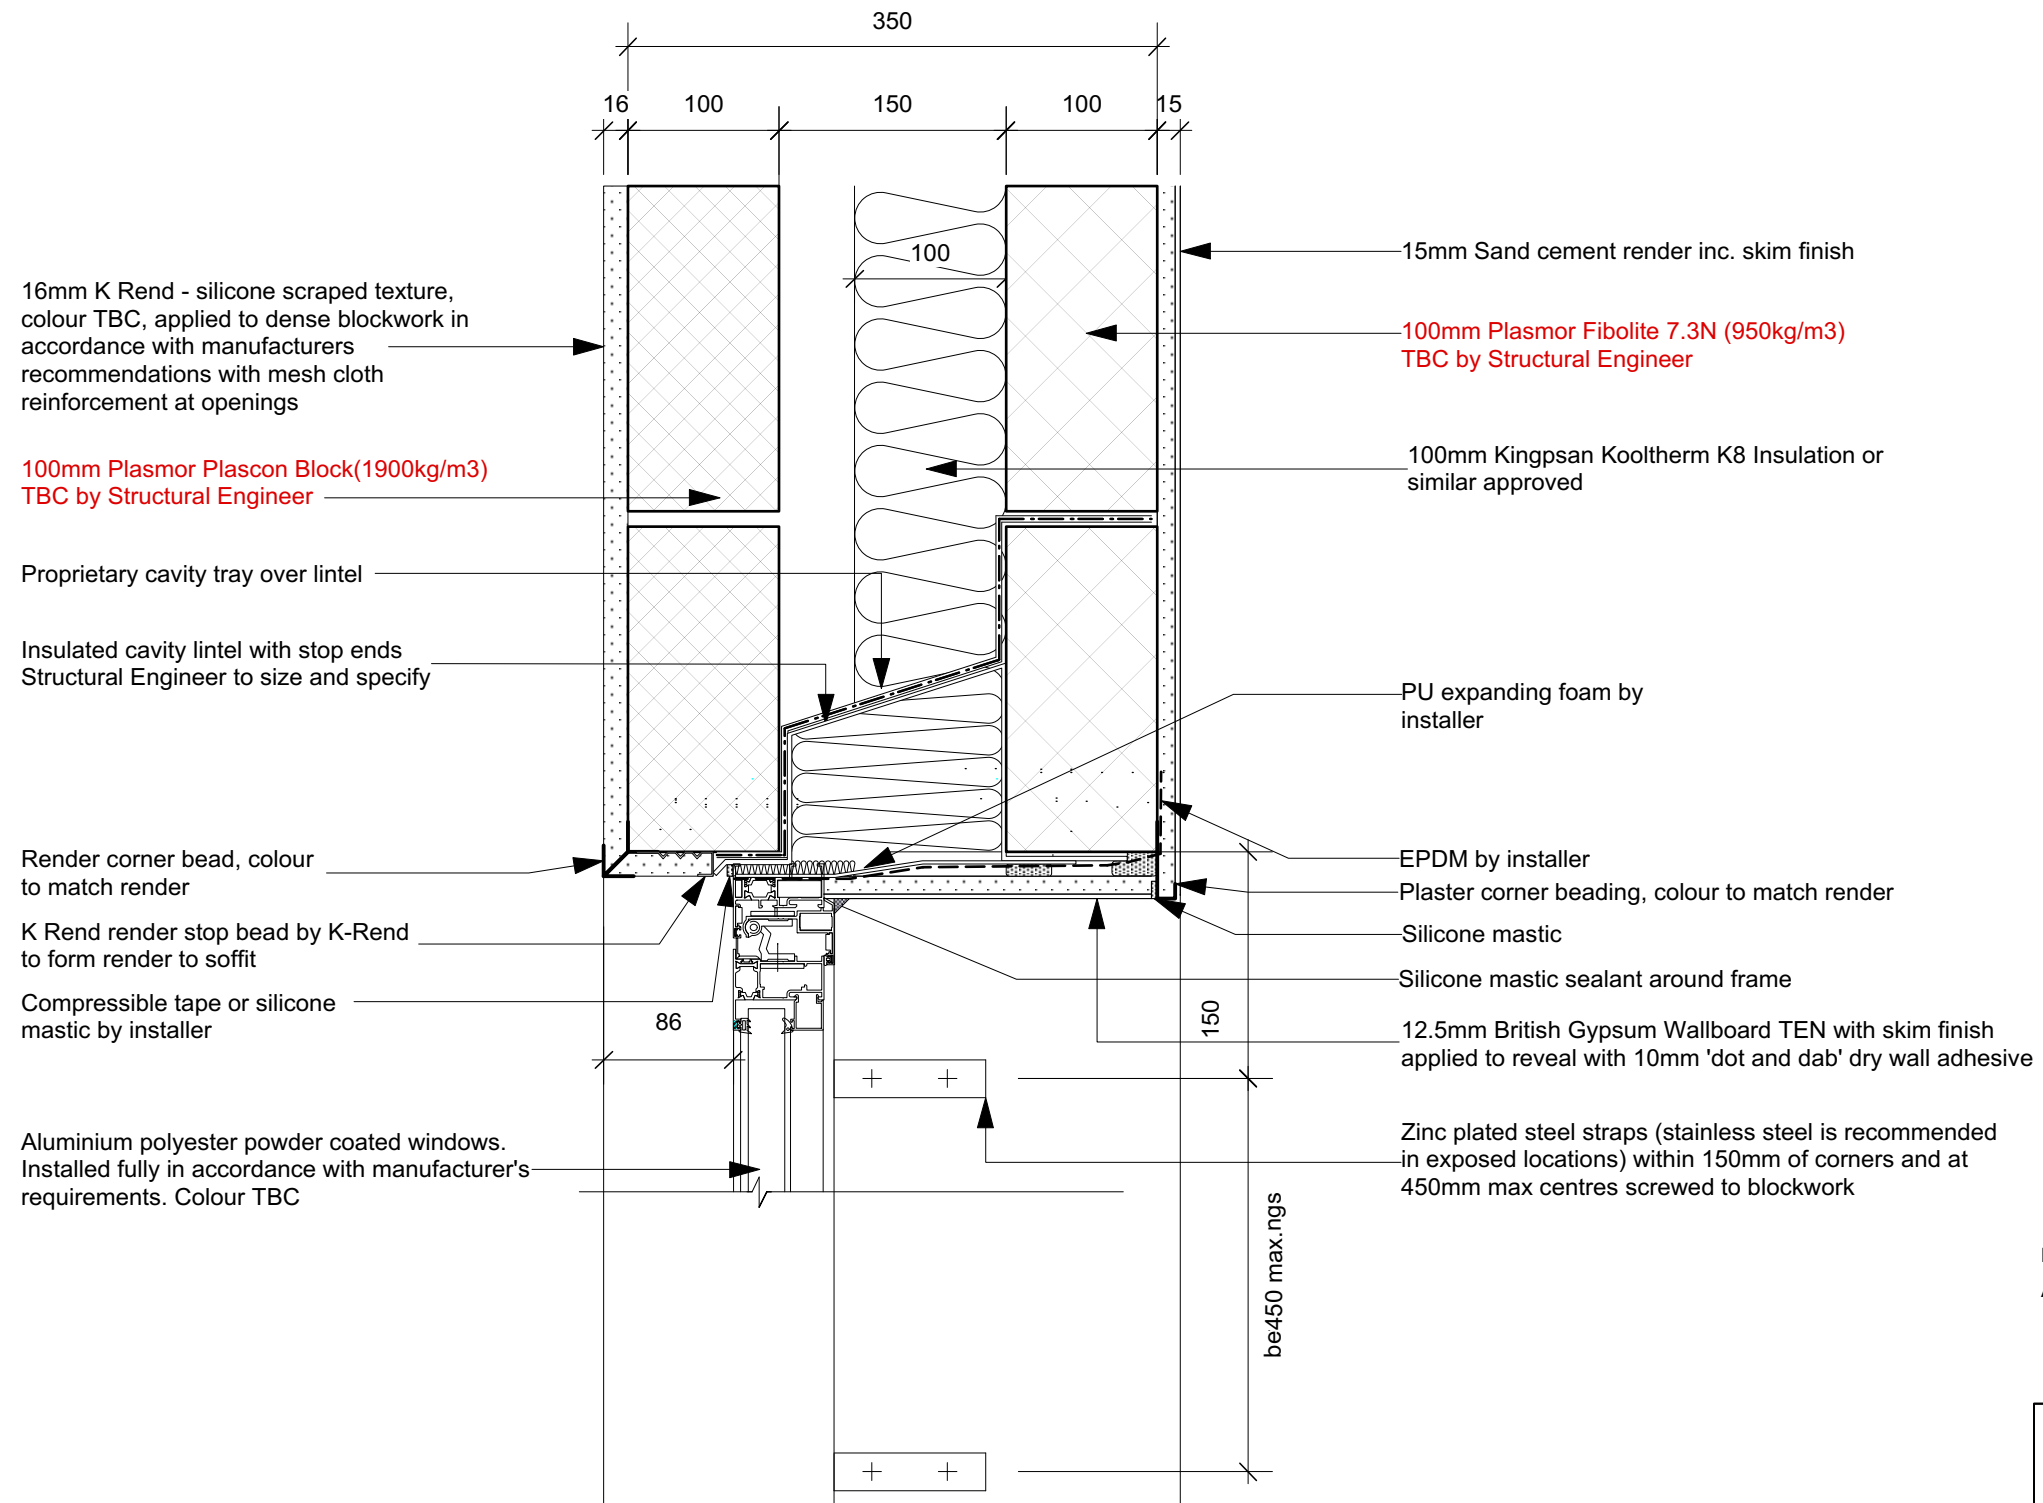 350
16
100
150
100
15
100
16mm K Rend - silicone scraped texture,
colour TBC, applied to dense blockwork in
accordance with manufacturers
recommendations with mesh cloth
reinforcement at openings
100mm Plasmor Plascon Block(1900kg/m3)
TBC by Structural Engineer
Proprietary cavity tray over lintel
Insulated cavity lintel with stop ends
Structural Engineer to size and specify
Render corner bead, colour
to match render
K Rend render stop bead by K-Rend
to form render to soffit
Compressible tape or silicone
mastic by installer
86
Aluminium polyester powder coated windows.
Installed fully in accordance with manufacturer's
requirements. Colour TBC
15mm Sand cement render inc. skim finish
100mm Plasmor Fibolite 7.3N (950kg/m3)
TBC by Structural Engineer
100mm Kingpsan Kooltherm K8 Insulation or
similar approved
PU expanding foam by
installer
EPDM by installer
Plaster corner beading, colour to match render
Silicone mastic
Silicone mastic sealant around frame
150
12.5mm British Gypsum Wallboard TEN with skim finish
applied to reveal with 10mm 'dot and dab' dry wall adhesive
Zinc plated steel straps (stainless steel is recommended
in exposed locations) within 150mm of corners and at
450mm max centres screwed to blockwork
be450 max.ngs